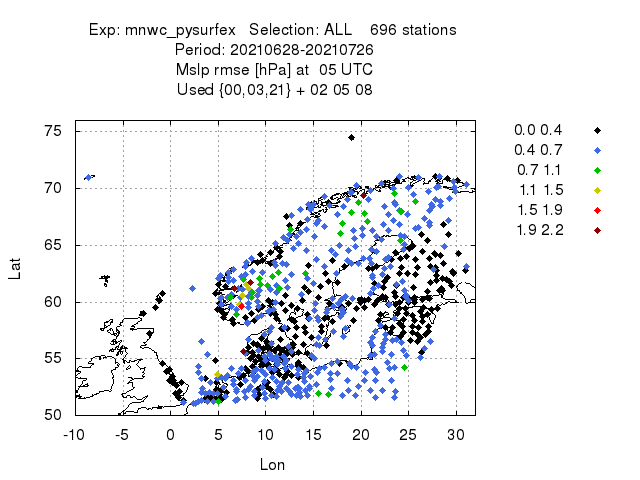 Exp: mnwc_pysurfex   Selection: ALL    696 stations
Period: 20210628-20210726
Mslp rmse [hPa] at  05 UTC
Used {00,03,21} + 02 05 08
0.0 0.4
0.4 0.7
0.7 1.1
1.1 1.5
1.5 1.9
1.9 2.2
Lat
75
70
65
60
55
50
-10 -5 0 5 10 15 20 25 30
Lon